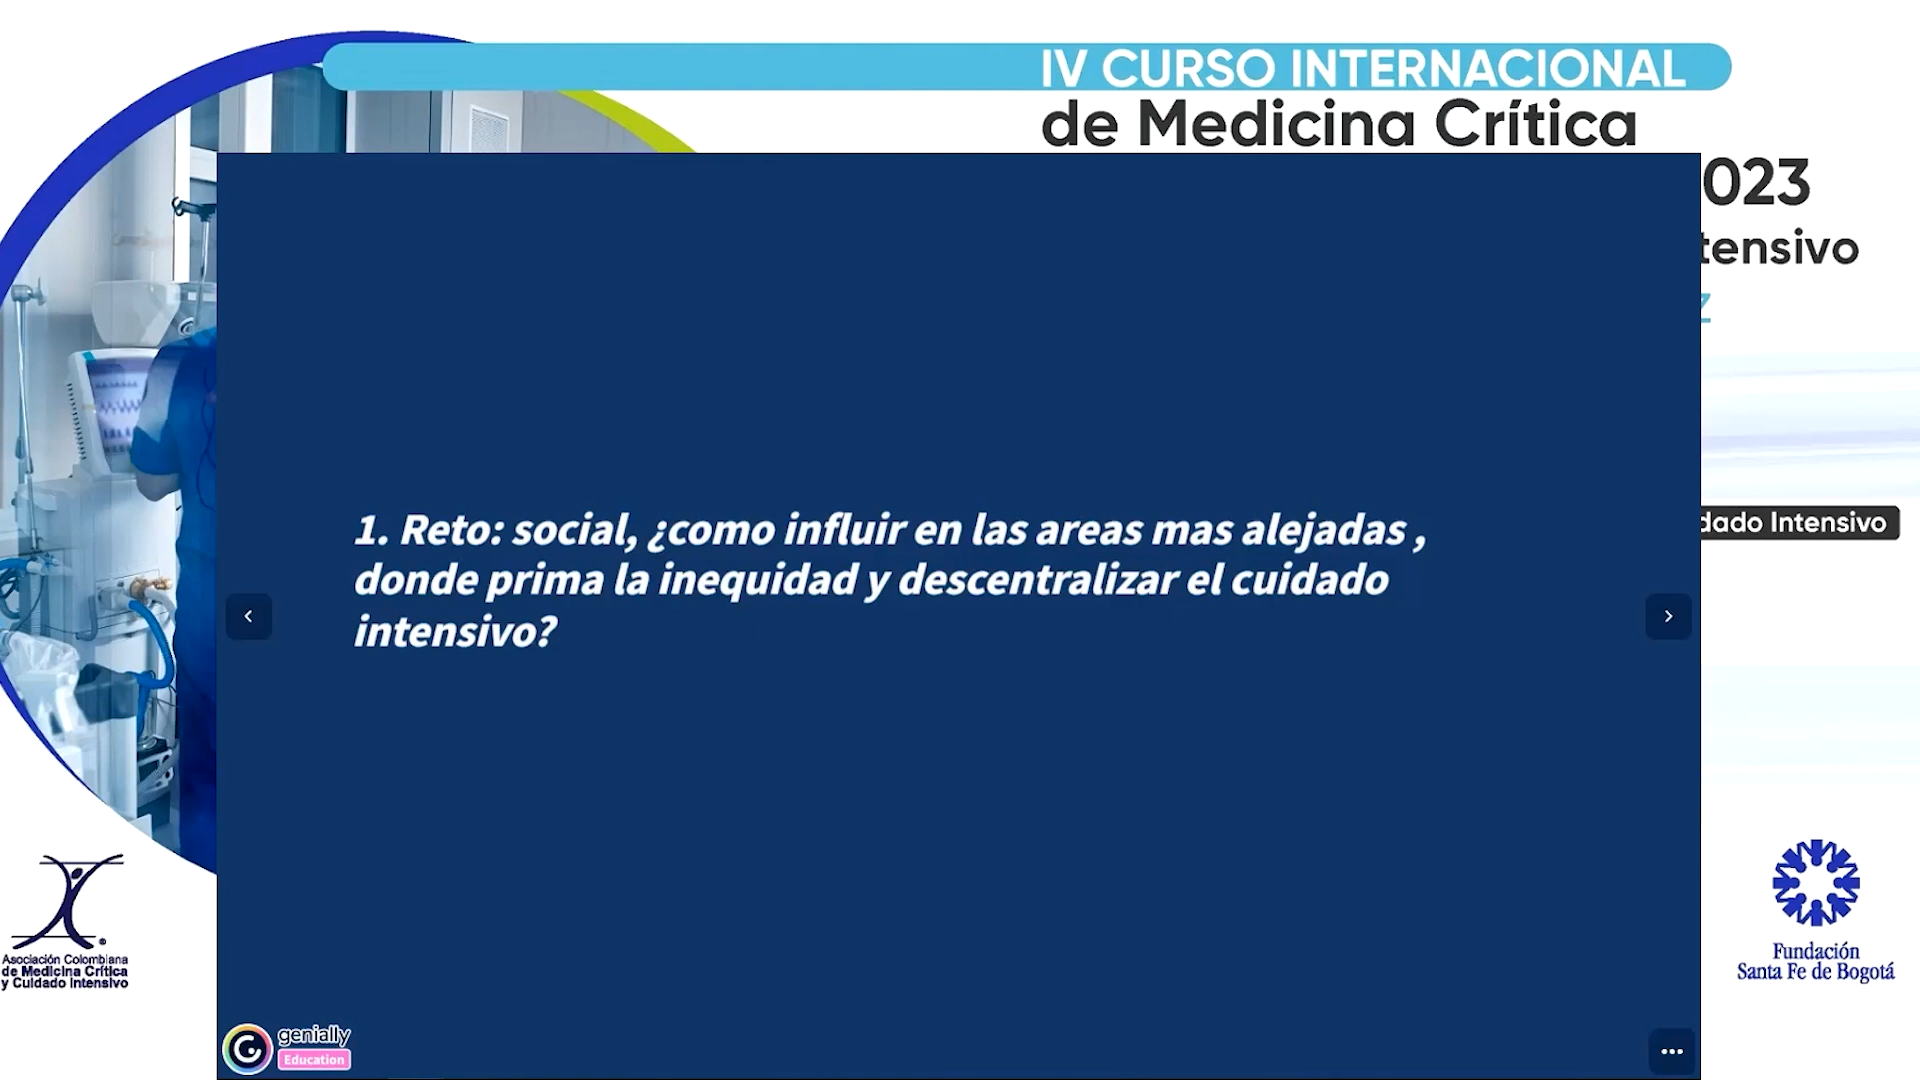 IV CURSO INTERNACIONAL
de Medicina Crítica
023
tensivo
z
1. Reto: social, ¿como influir en las areas mas alejadas ,
donde prima la inequidad y descentralizar el cuidado
intensivo?
dado Intensivo
Asociación Colombiana
de Medicina Crítica
y Cuidado Intensivo
Fundación
Santa Fe de Bogotá
genially
Education